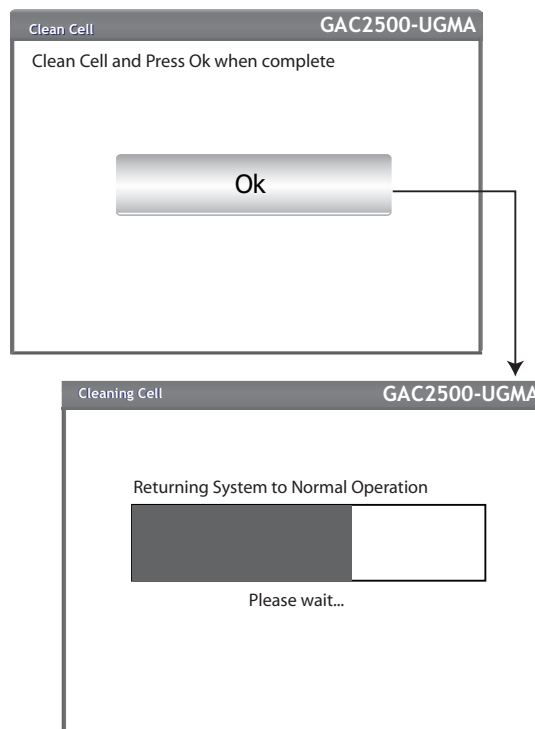 Clean Cell GAC2500-UGMA
Clean Cell and Press Ok when complete
Ok
Cleaning Cell GAC2500-UGMA
Returning System to Normal Operation
Please wait...